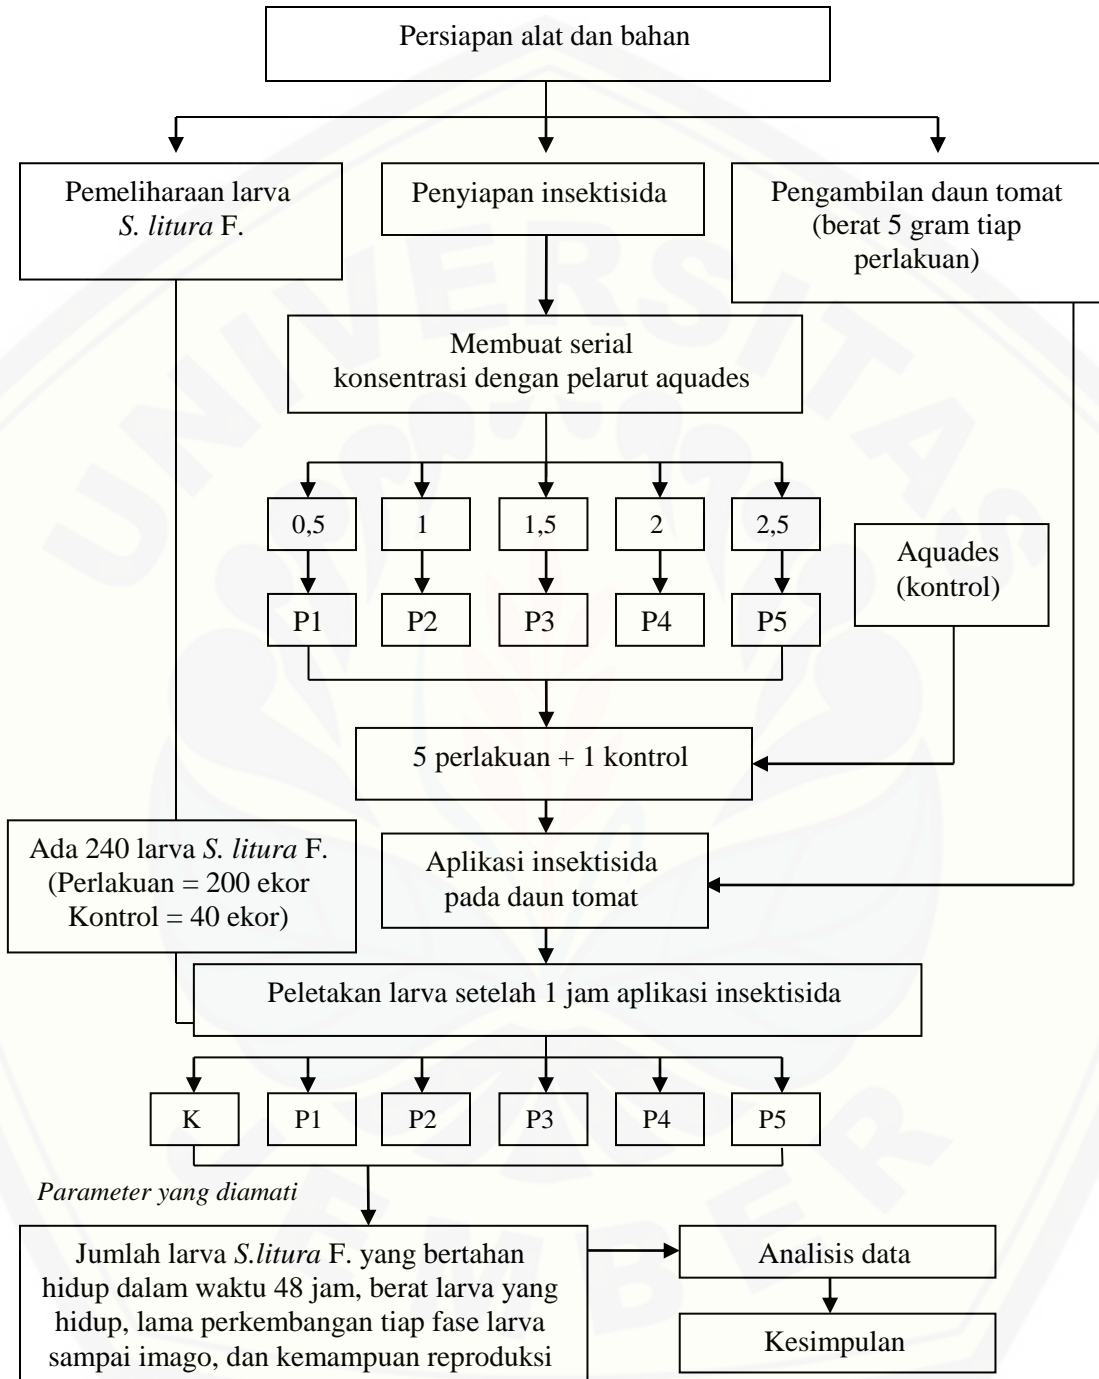 Persiapan alat dan bahan
Pemeliharaan larva
S. litura F.
Penyiapan insektisida
Pengambilan daun tomat
(berat 5 gram tiap
perlakuan)
Membuat serial
konsentrasi dengan pelarut aquades
0,5
1
1,5
2
2,5
Aquades
(kontrol)
P1
P2
P3
P4
P5
5 perlakuan + 1 kontrol
Ada 240 larva S. litura F.
(Perlakuan = 200 ekor
Kontrol = 40 ekor)
Aplikasi insektisida
pada daun tomat
Peletakan larva setelah 1 jam aplikasi insektisida
K
P1
P2
P3
P4
P5
Parameter yang diamati
Jumlah larva S.litura F. yang bertahan
hidup dalam waktu 48 jam, berat larva yang
hidup, lama perkembangan tiap fase larva
sampai imago, dan kemampuan reproduksi
Analisis data
Kesimpulan
UNIVERSITAS
JEMBER